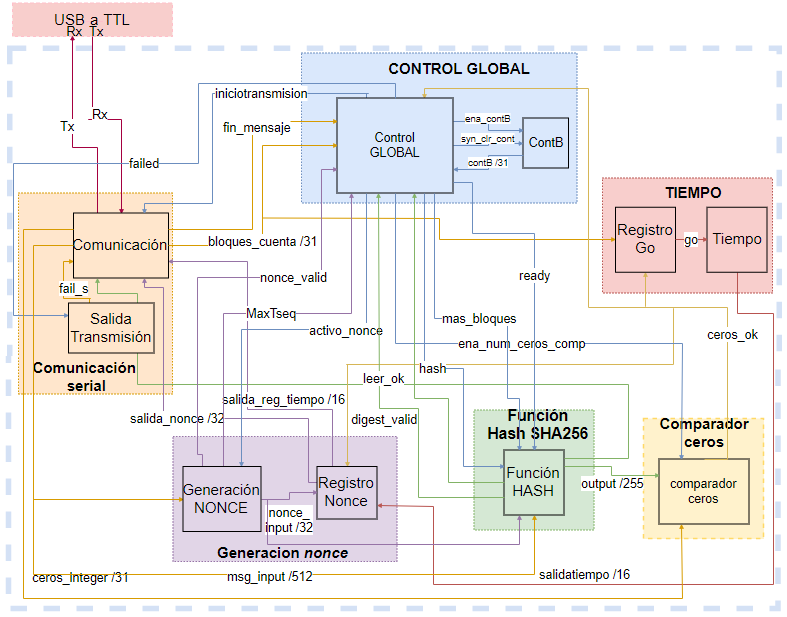 USB a TTL
Rx Tx
CONTROL GLOBAL
iniciotransmision
ena_contB
Rx
Tx
fin_mensaje
Control
GLOBAL
syn_clr_cont
ContB
failed
contB /31
TIEMPO
Comunicación
bloques_cuenta /31
Registro
Go
go
Tiempo
nonce_valid
ready
fail_s
Salida
Transmisión
MaxTseq
activo_nonce
mas_bloques
ceros_ok
ena_num_ceros_comp
Comunicación
serial
hash
leer_ok
salida_reg_tiempo /16
salida_nonce /32
digest_valid
Función
Hash SHA256
Comparador
ceros
Generación
NONCE
Registro
Nonce
Función
HASH
output /255
comparador
ceros
nonce_
input /32
Generacion nonce
ceros_integer /31
msg_input /512
salidatiempo /16